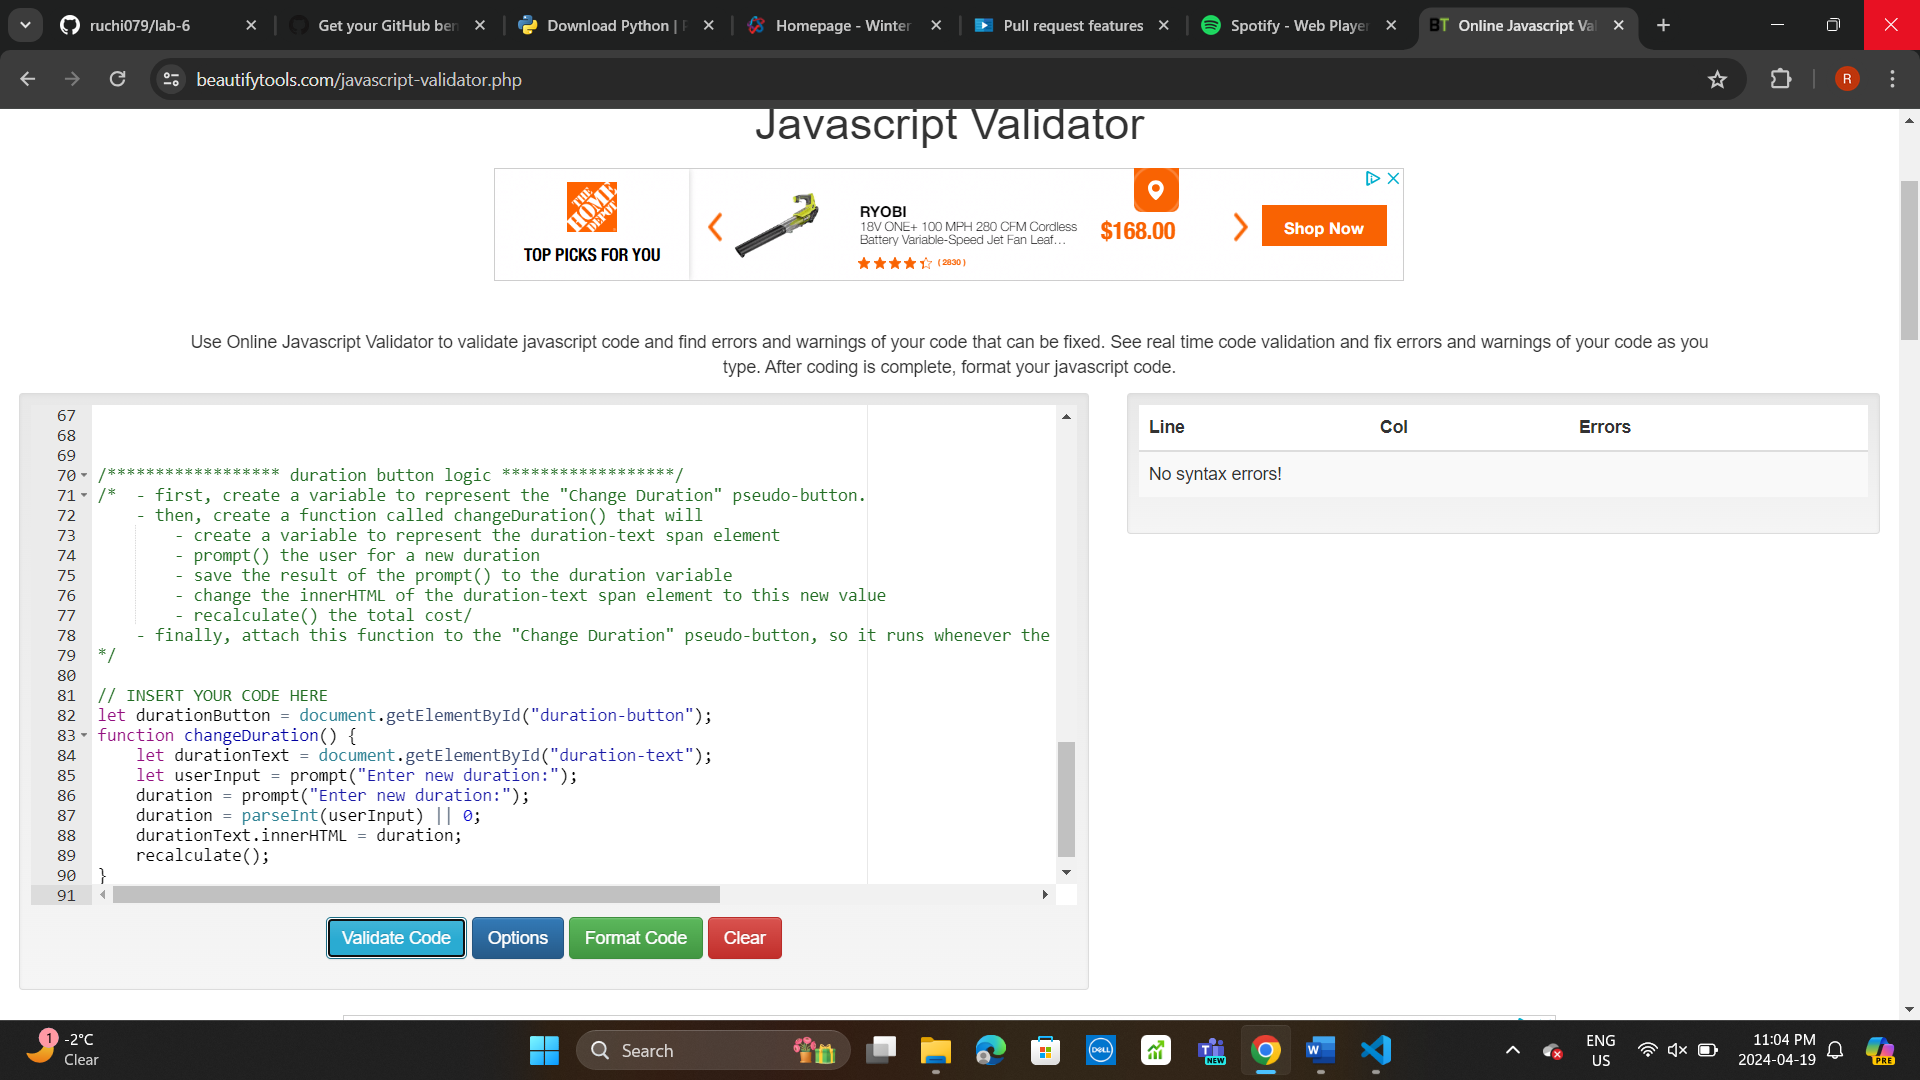 ruchi079/lab-6
Get your GitHub ben
Download Python |
Homepage - Winter
Pull request features
Spotify - Web Player
BT Online Javascript Val
beautifytools.com/javascript-validator.php
R
Javascript Validator
THE HOME DEPOT
TOP PICKS FOR YOU
RYOBI
18V ONE+ 100 MPH 280 CFM Cordless
Battery Variable-Speed Jet Fan Leaf...
( 2830 )
$168.00
Shop Now
Use Online Javascript Validator to validate javascript code and find errors and warnings of your code that can be fixed. See real time code validation and fix errors and warnings of your code as you
type. After coding is complete, format your javascript code.
67
68
69
70 /****************** duration button logic ******************/
71 /*  - first, create a variable to represent the "Change Duration" pseudo-button.
72     - then, create a function called changeDuration() that will
73         - create a variable to represent the duration-text span element
74         - prompt() the user for a new duration
75         - save the result of the prompt() to the duration variable
76         - change the innerHTML of the duration-text span element to this new value
77         - recalculate() the total cost/
78     - finally, attach this function to the "Change Duration" pseudo-button, so it runs whenever the
79 */
80
81 // INSERT YOUR CODE HERE
82 let durationButton = document.getElementById("duration-button");
83 function changeDuration() {
84     let durationText = document.getElementById("duration-text");
85     let userInput = prompt("Enter new duration:");
86     duration = prompt("Enter new duration:");
87     duration = parseInt(userInput) || 0;
88     durationText.innerHTML = duration;
89     recalculate();
90 }
91
Line Col Errors
No syntax errors!
Validate Code Options Format Code Clear
1
-2°C
Clear
Search
DELL
NEW
W
ENG
US
11:04 PM
2024-04-19
PRE